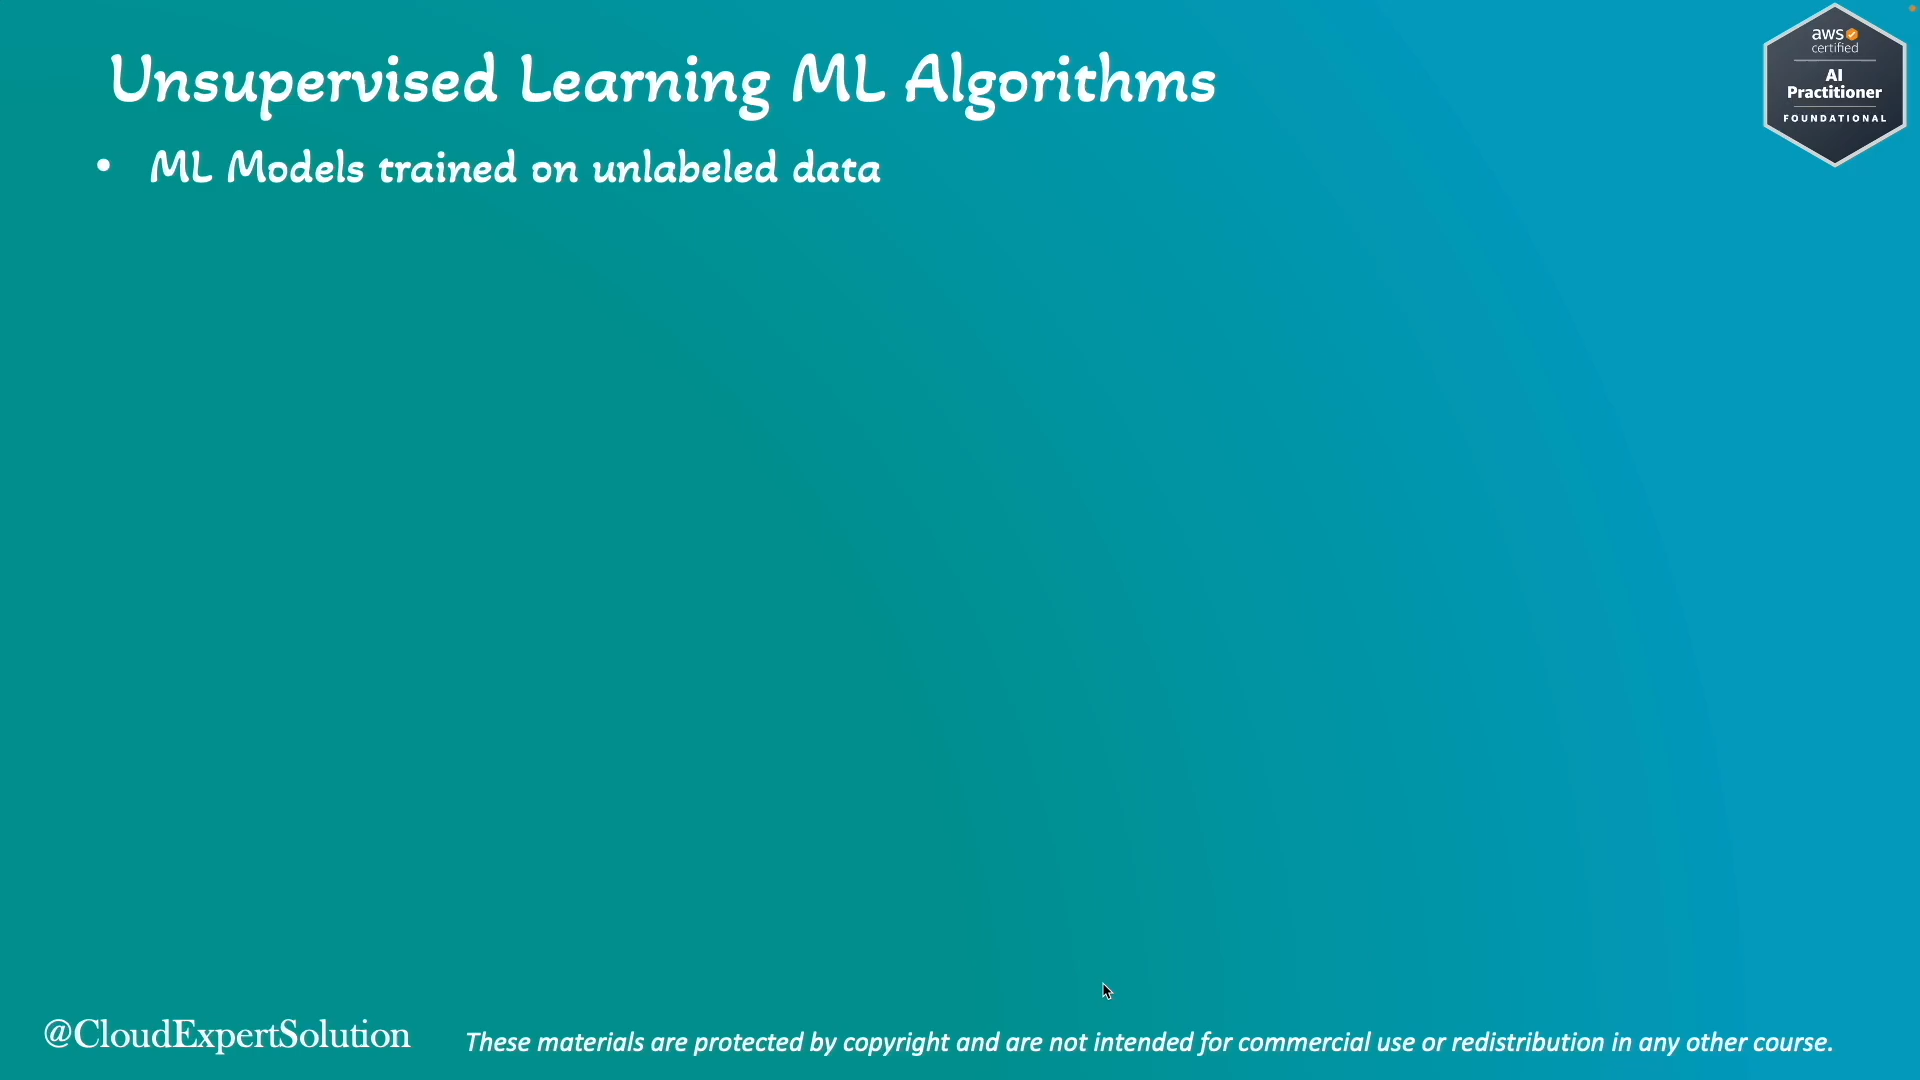 Unsupervised Learning ML Algorithms
• ML Models trained on unlabeled data
aws
certified
AI
Practitioner
FOUNDATIONAL
@CloudExpertSolution
These materials are protected by copyright and are not intended for commercial use or redistribution in any other course.